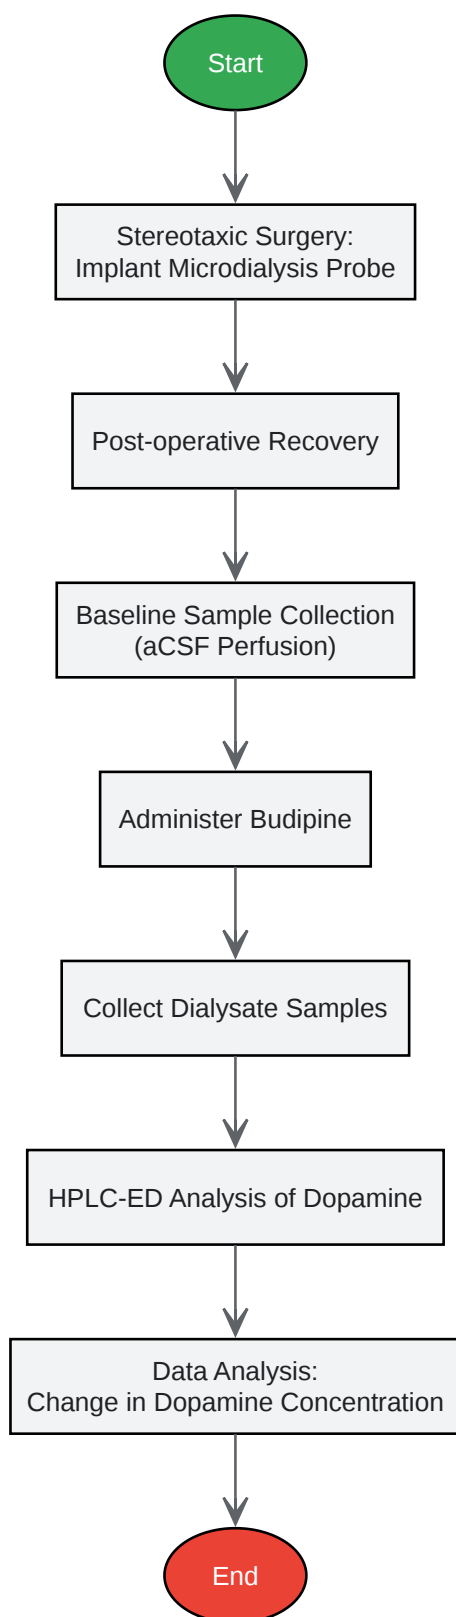 Start
Stereotaxic Surgery:
Implant Microdialysis Probe
Post-operative Recovery
Baseline Sample Collection
(aCSF Perfusion)
Administer Budipine
Collect Dialysate Samples
HPLC-ED Analysis of Dopamine
Data Analysis:
Change in Dopamine Concentration
End